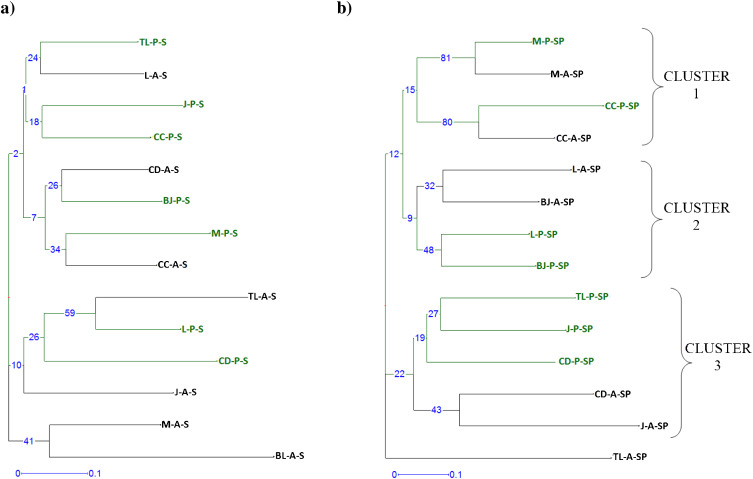 a)
TL-P-S
24
L-A-S
1
J-P-S
18
CC-P-S
2
CD-A-S
26
BJ-P-S
7
M-P-S
34
CC-A-S
TL-A-S
59
L-P-S
26
CD-P-S
10
J-A-S
M-A-S
41
BL-A-S
0 0.1
b)
M-P-SP
81
M-A-SP
15
CC-P-SP
80
CC-A-SP
CLUSTER
1
12
L-A-SP
32
BJ-A-SP
9
L-P-SP
48
BJ-P-SP
CLUSTER
2
TL-P-SP
27
J-P-SP
19
CD-P-SP
22
CD-A-SP
43
J-A-SP
CLUSTER
3
TL-A-SP
0 0.1